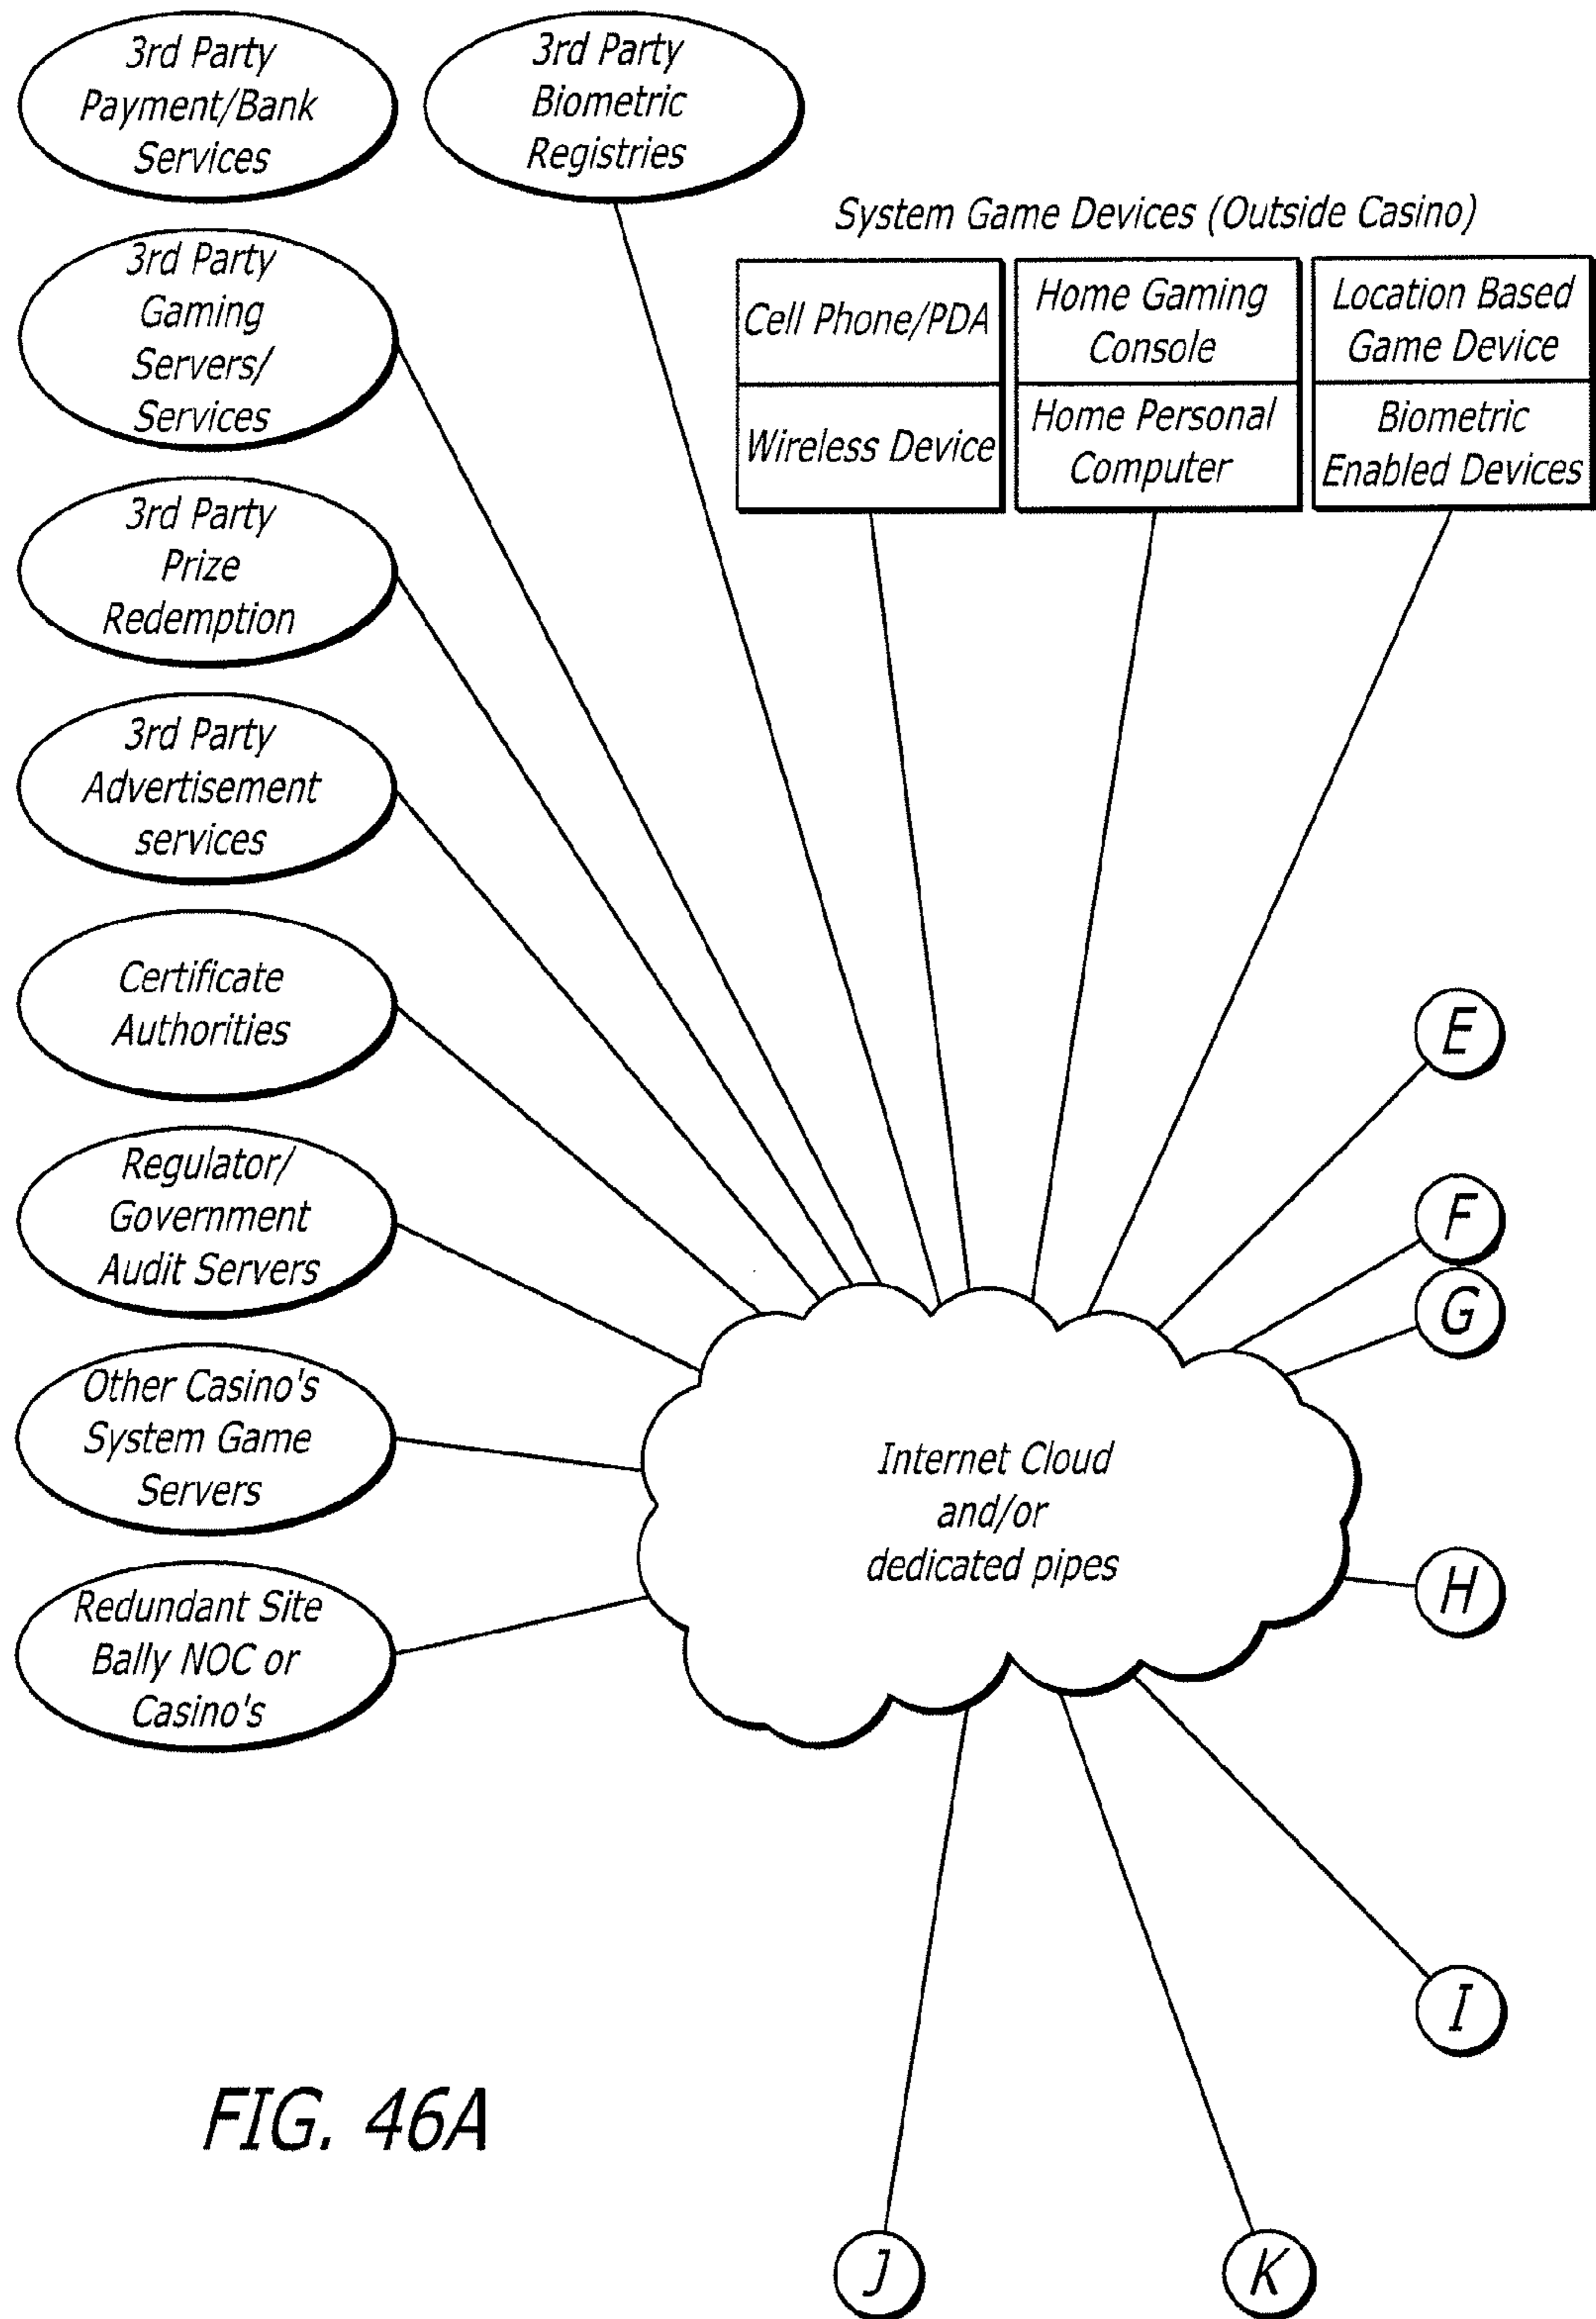 3rd Party
Payment/Bank
Services
3rd Party
Biometric
Registries
System Game Devices (Outside Casino)
Cell Phone/PDA
Wireless Device
Home Gaming
Console
Home Personal
Computer
Location Based
Game Device
Biometric
Enabled Devices
3rd Party
Gaming
Servers/
Services
3rd Party
Prize
Redemption
3rd Party
Advertisement
services
Certificate
Authorities
Regulator/
Government
Audit Servers
Other Casino's
System Game
Servers
Redundant Site
Bally NOC or
Casino's
Internet Cloud
and/or
dedicated pipes
E
F
G
H
I
J
K
FIG. 46A